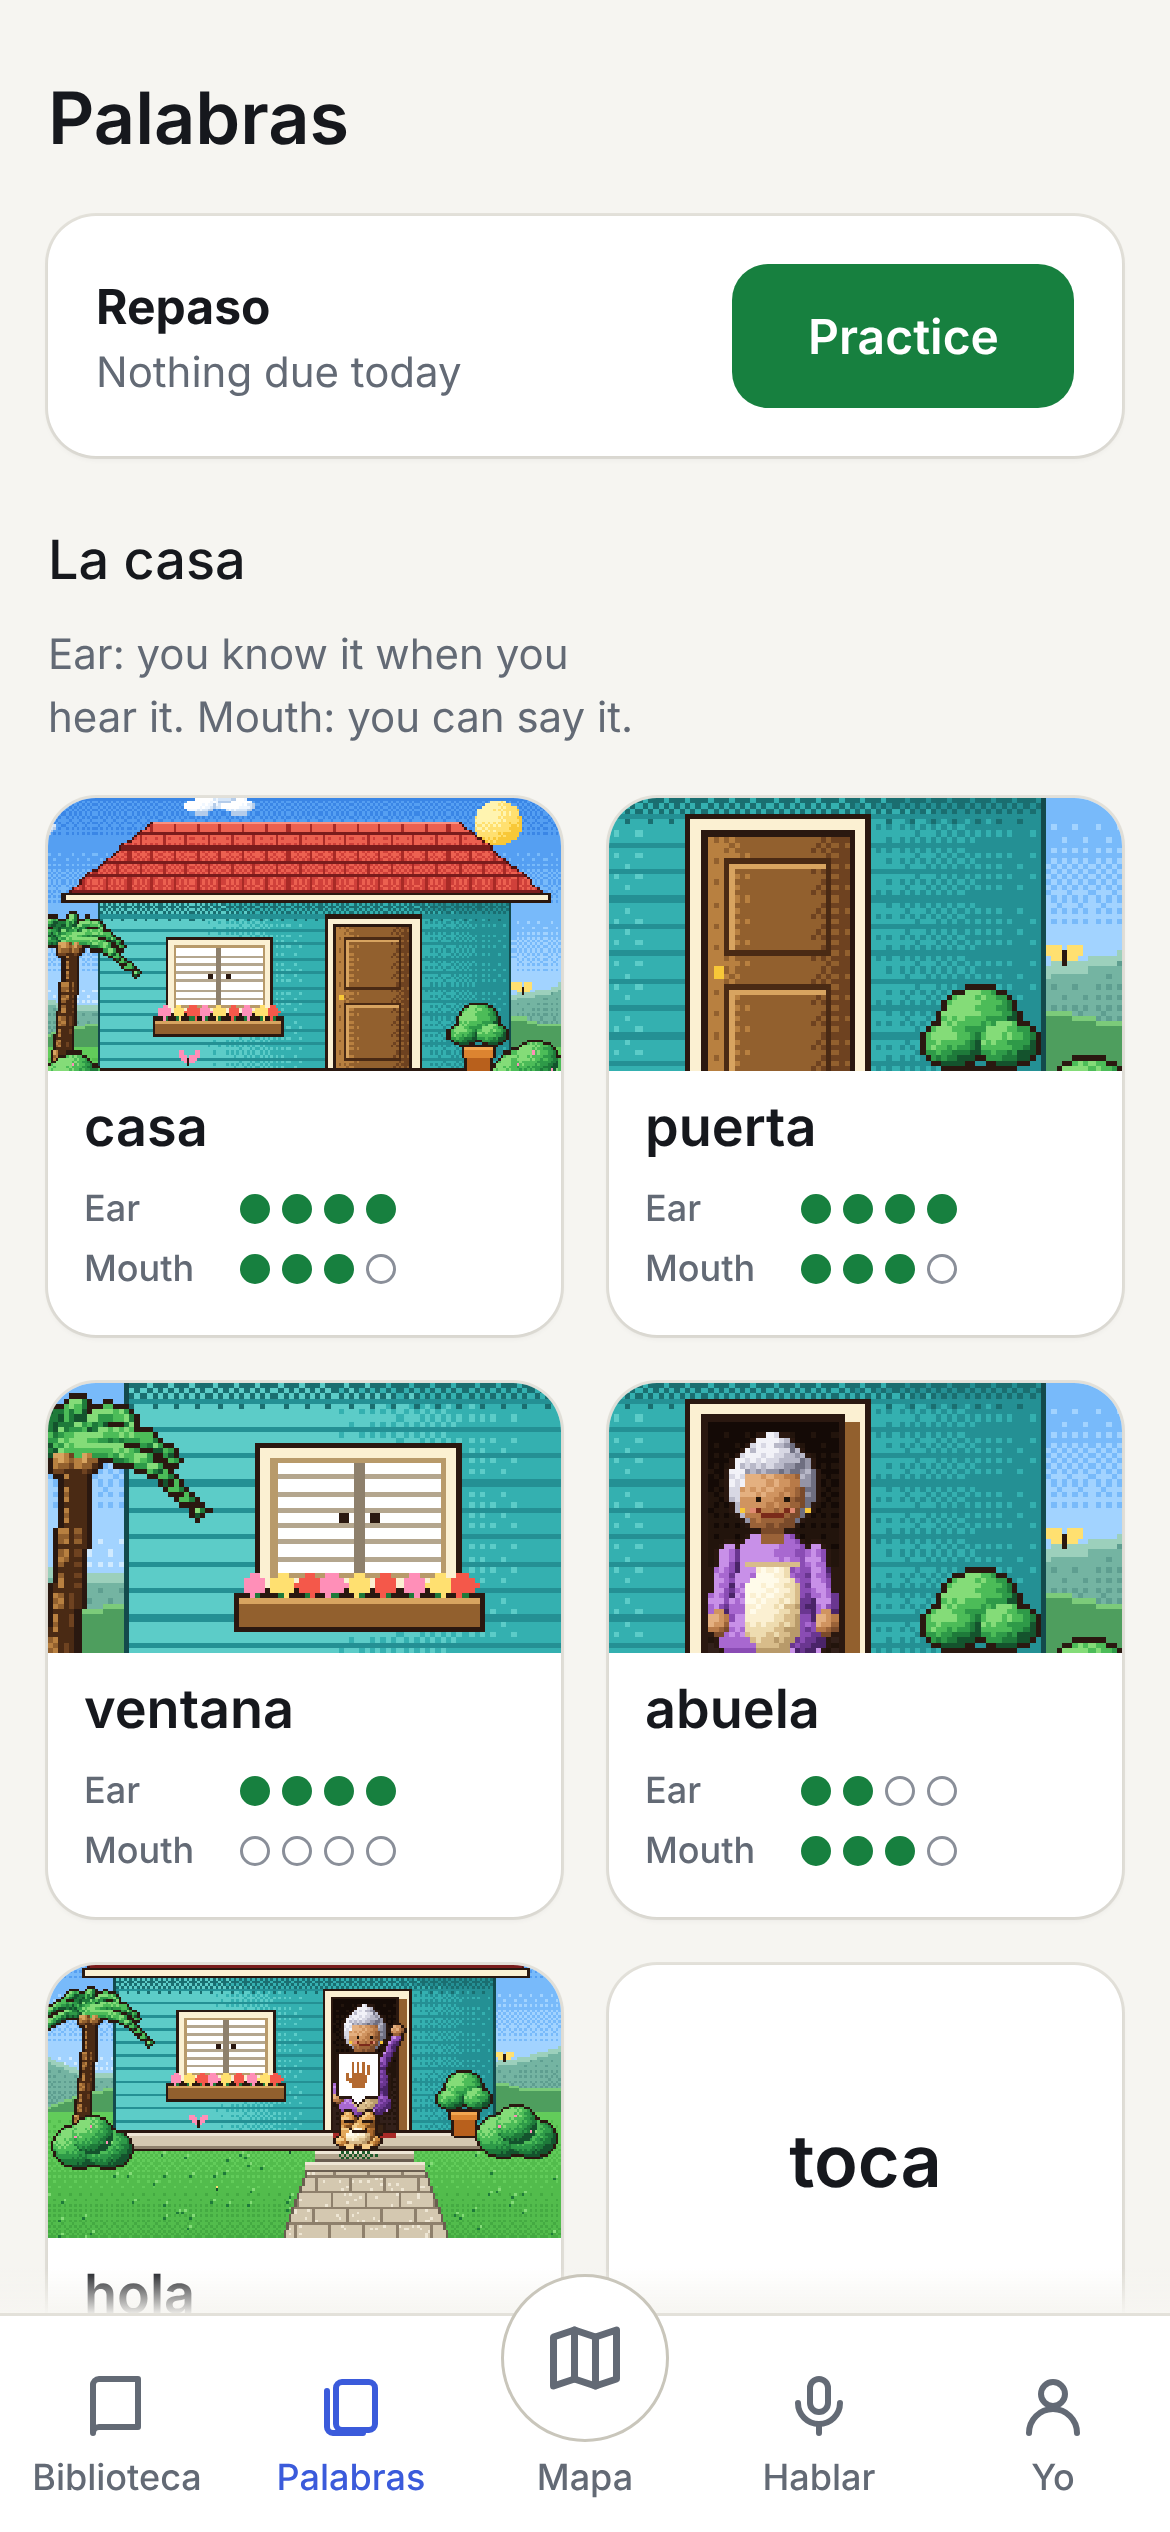 Palabras
Repaso
Nothing due today
Practice
La casa
Ear: you know it when you
hear it. Mouth: you can say it.
casa
Ear
Mouth
puerta
Ear
Mouth
ventana
Ear
Mouth
abuela
Ear
Mouth
hola
toca
Biblioteca
Palabras
Mapa
Hablar
Yo